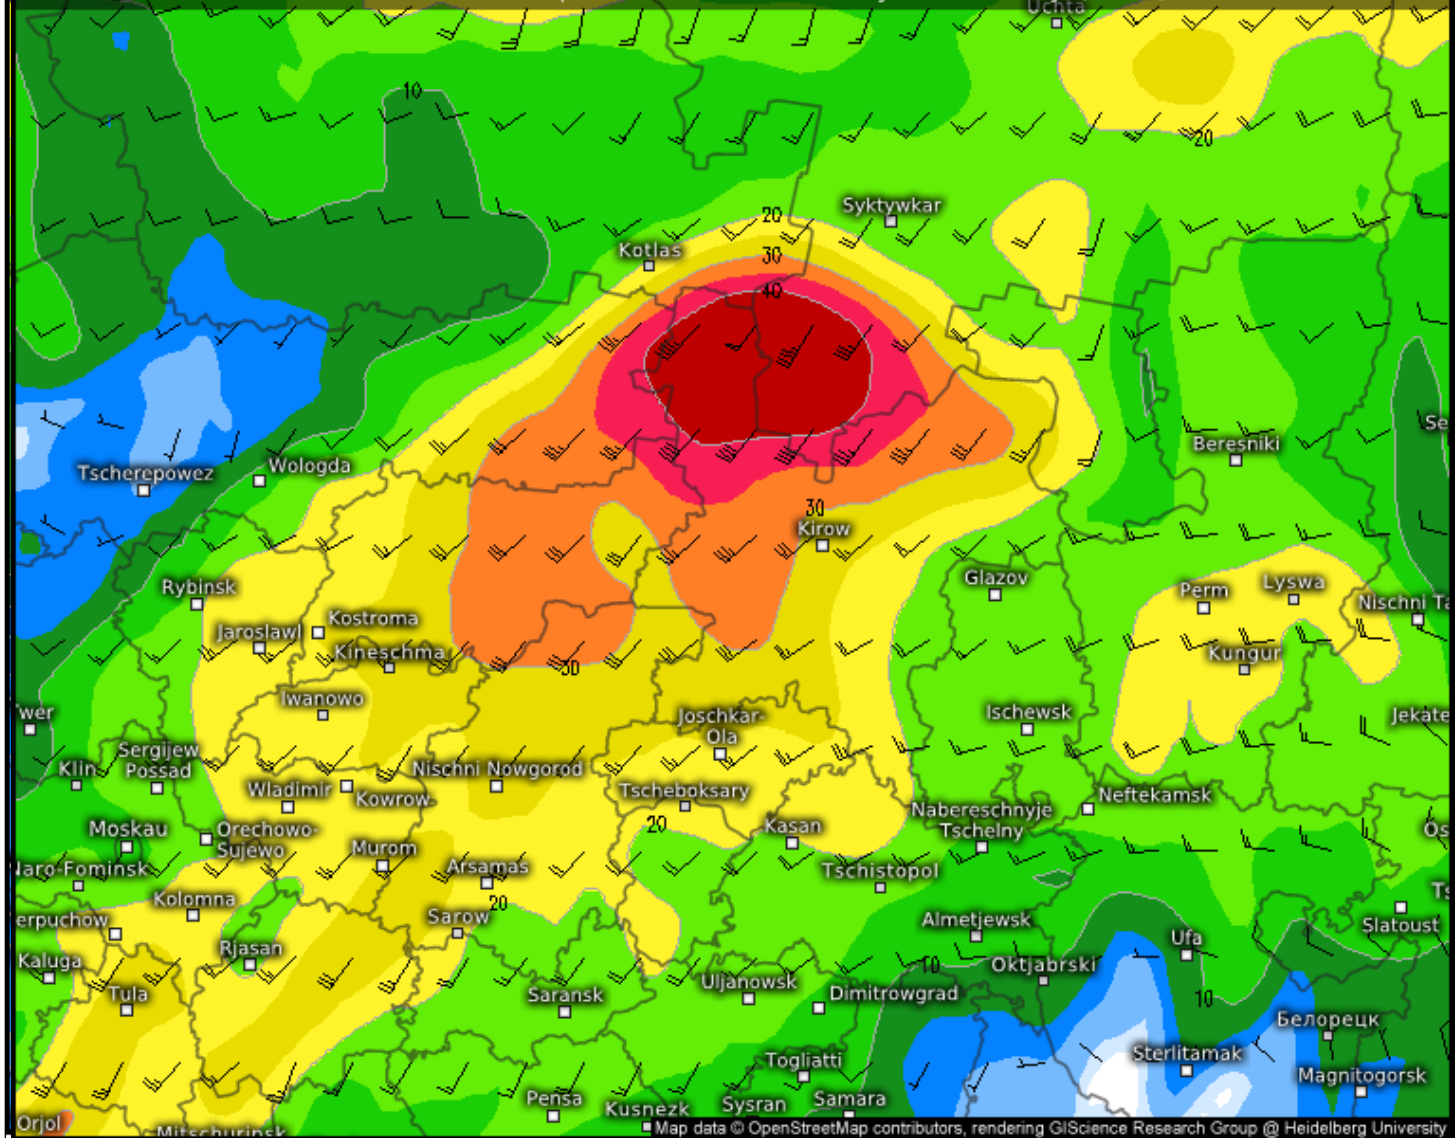 Uchta
10
20
Syktywkar
20
Kotlas
30
40
Beresniki
Tscherepowez
Wologda
30
Kirow
Glazov
Perm
Lyswa
Rybinsk
Nischni Ta
Kostroma
Jaroslawl
Kineschma
Kungur
30
Iwanowo
Joschkar-
Ola
Ischewsk
Jekate
Twer
Sergijew
Possad
Klin
Nischni Nowgorod
Wladimir
Kowrow
Tscheboksary
Neftekamsk
Nabereschnyje
Tschelny
20
Kasan
Moskau
Orechowo-
Sujewo
Murom
Arsamas
Naro-Fominsk
Tschistopol
Kolomna
20
Sarow
erpuchow
Almetjewsk
Slatoust
Rjasan
Ufa
Kaluga
10
Oktjabrski
Uljanowsk
Dimitrowgrad
Tula
Saransk
10
Белорецк
Togliatti
Sterlitamak
Magnitogorsk
Pensa
Kusnezk
Sysran
Samara
Orjol
Mitschurinsk
Map data © OpenStreetMap contributors, rendering GIScience Research Group @ Heidelberg University